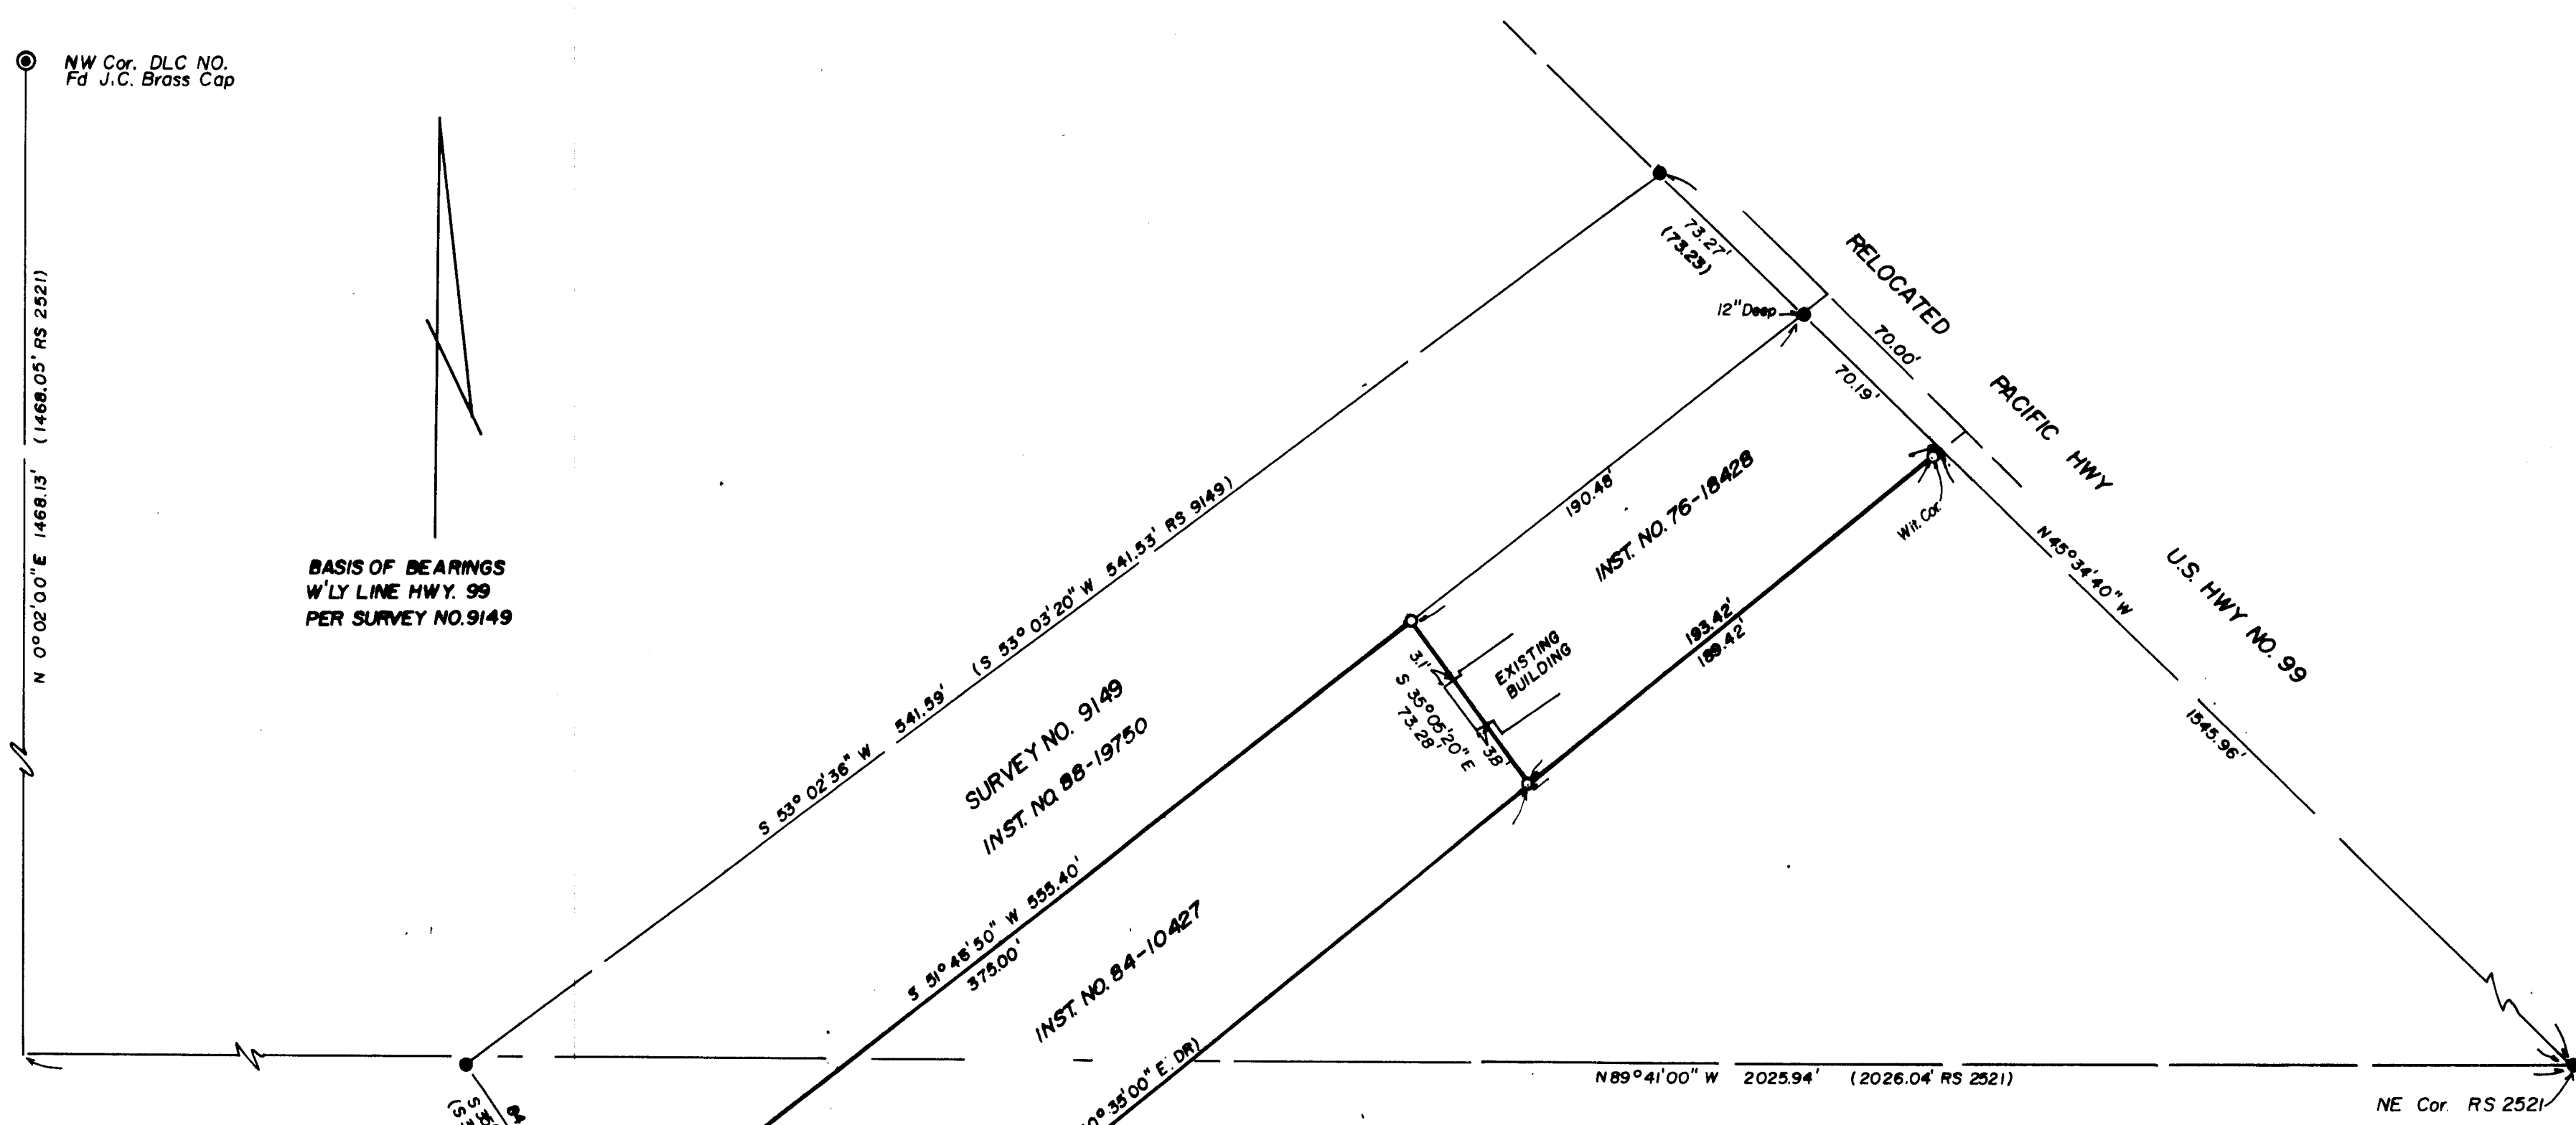 NW Cor. DLC NO.
Fd J.C. Brass Cap
N 0°02'00"E 1468.13' (1468.05' RS 2521)
BASIS OF BEARINGS
W'LY LINE HWY. 99
PER SURVEY NO. 9149
73.27'
(73.23)
12" Deep
RELOCATED PACIFIC HWY
70.00'
70.19'
U.S. HWY NO. 99
N 45°34'40" W
1545.96'
Wit. Cor.
190.48'
INST. NO. 76-18428
193.42'
189.42'
EXISTING
BUILDING
3.1'
S 35°05'20" E
73.28'
3.8'
S 53°02'36" W 541.59' (S 53°03'20" W 541.53' RS 9149)
SURVEY NO. 9149
INST. NO. 88-19750
S 51°48'50" W 555.40'
375.00'
INST. NO. 84-10427
35'00" E. DR)
N 89°41'00" W 2025.94' (2026.04' RS 2521)
NE Cor. RS 2521